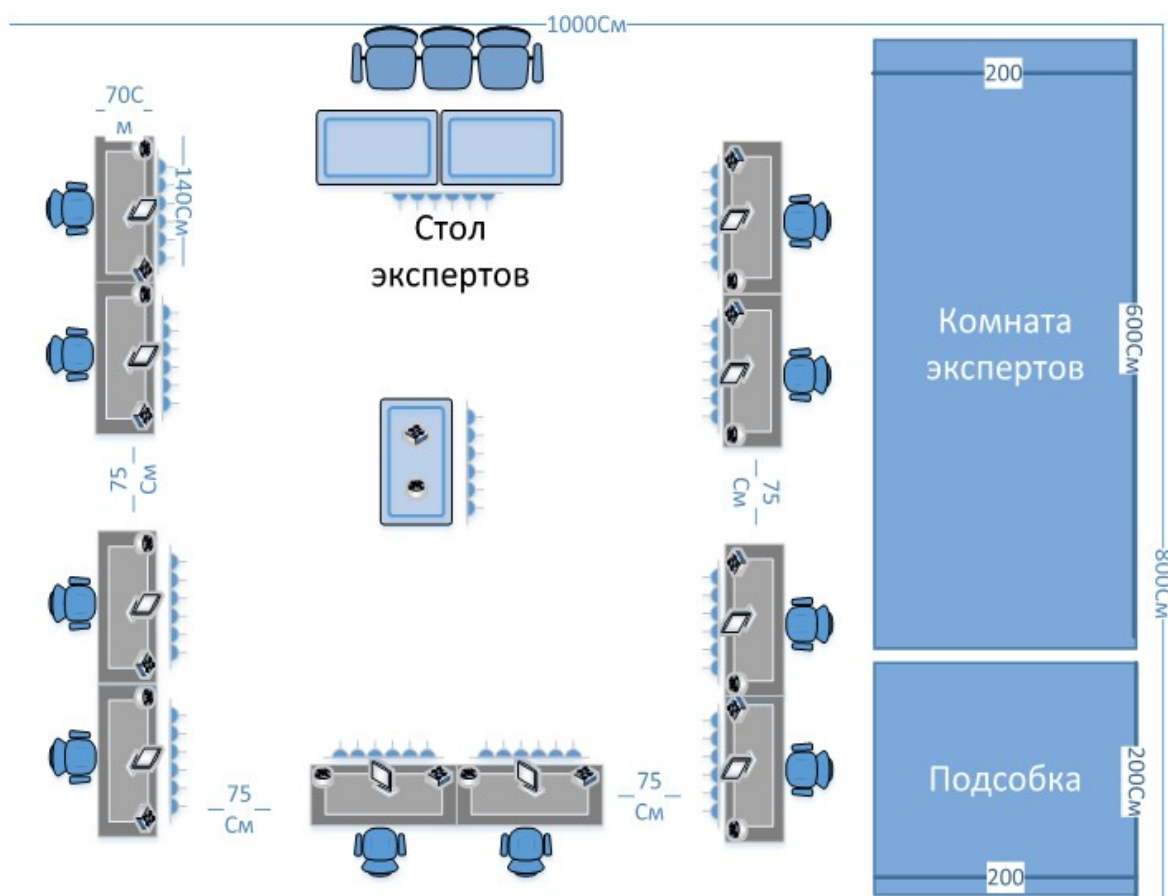 1000См
200
70С
м
140См
Стол
экспертов
Комната
экспертов
600См
75
См
75
См
800См
75
См
75
См
Подсобка
200См
200